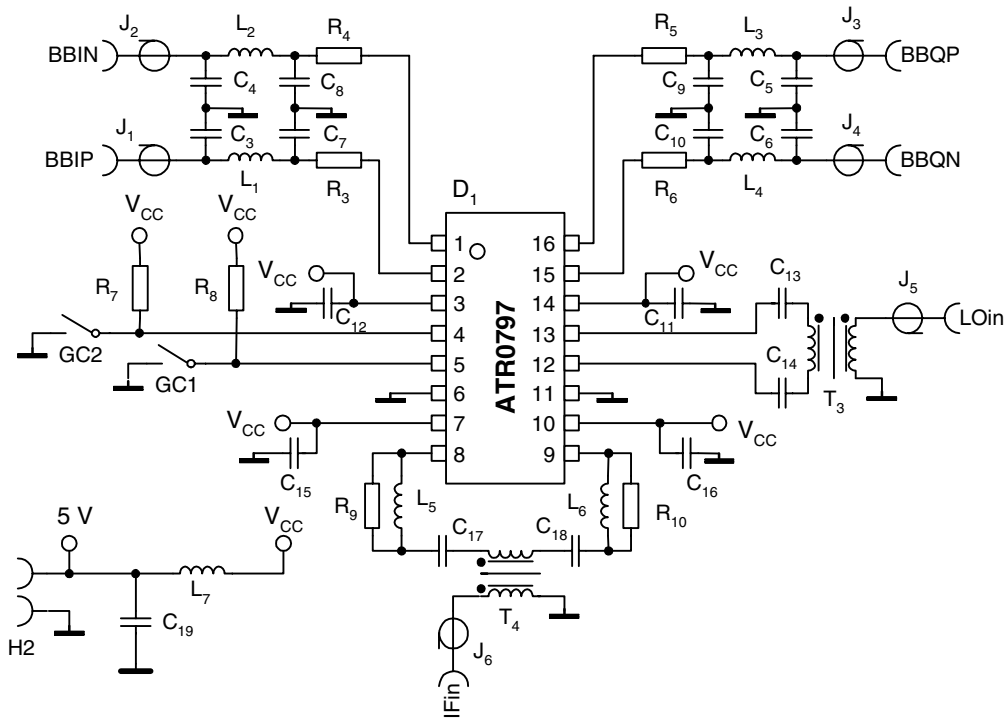 J2 L2 R4 R5 L3 J3
BBIN C4 C8 C9 C5 BBQP
J1 C3 C7 C10 C6 J4
BBIP L1 R3 R6 L4 BBQN
D1
VCC VCC
R7 R8
GC2
GC1
VCC C12
VCC C11
C13 J5 LOin
C14 T3
1 16
2 15
3 14
4 13
5 12
6 11
7 10
8 9
ATR0797
VCC C15
VCC C16
R9 L5 L6 R10
C17 C18
T4
J6
IFin
5 V VCC
L7
C19
H2